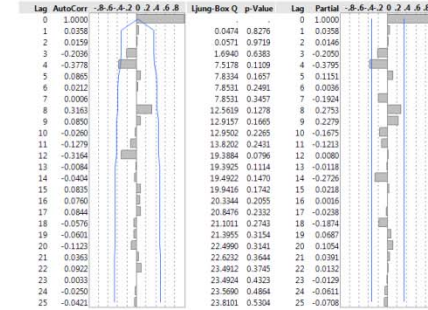 Lag AutoCorr -.8-.6-.4-.2 0 .2 .4 .6 .8 Ljung-Box Q p-Value Lag Partial -.8-.6-.4-.2 0 .2 .4 .6 .8
0 1.0000 . . 0 1.0000
1 0.0358 0.0474 0.8276 1 0.0358
2 0.0159 0.0571 0.9719 2 0.0146
3 -0.2036 1.6940 0.6383 3 -0.2050
4 -0.3778 7.5178 0.1109 4 -0.3795
5 0.0865 7.8334 0.1657 5 0.1151
6 0.0212 7.8531 0.2491 6 0.0036
7 0.0006 7.8531 0.3457 7 -0.1924
8 0.3163 12.5619 0.1278 8 0.2753
9 0.0850 12.9157 0.1665 9 0.2279
10 -0.0260 12.9502 0.2265 10 -0.1675
11 -0.1279 13.8202 0.2431 11 -0.1213
12 -0.3164 19.3884 0.0796 12 0.0080
13 -0.0084 19.3925 0.1114 13 -0.0118
14 -0.0404 19.4922 0.1470 14 -0.2726
15 0.0835 19.9416 0.1742 15 -0.0218
16 0.0760 20.3344 0.2055 16 0.0016
17 0.0844 20.8476 0.2332 17 -0.0238
18 -0.0576 21.1011 0.2743 18 -0.1874
19 -0.0601 21.3955 0.3154 19 0.0687
20 -0.1123 22.4990 0.3141 20 0.1054
21 0.0363 22.6232 0.3644 21 0.0391
22 0.0922 23.4912 0.3745 22 0.0132
23 0.0033 23.4924 0.4323 23 -0.0129
24 -0.0250 23.5690 0.4864 24 -0.0611
25 -0.0421 23.8101 0.5304 25 -0.0708